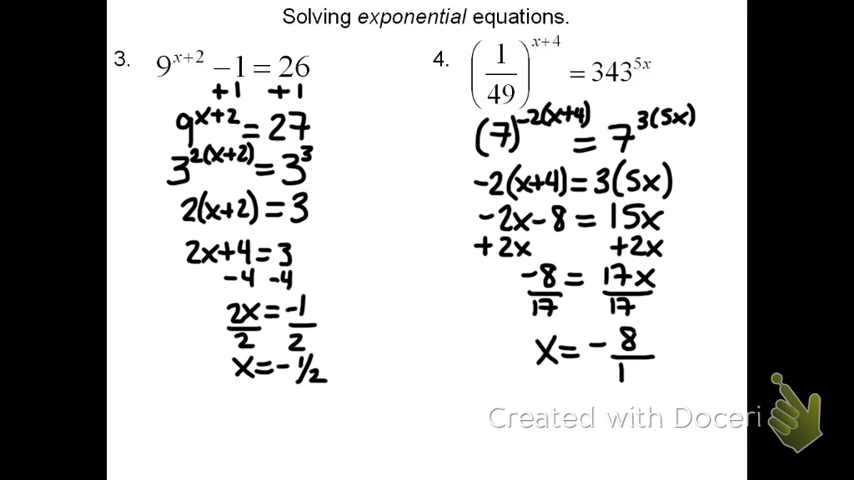 Solving exponential equations.
3. 9^{x+2} − 1 = 26
+1 +1
9^{x+2} = 27
3^{2(x+2)} = 3^3
2(x+2) = 3
2x+4 = 3
-4 -4
2x/2 = -1/2
x = -1/2
4. (1/49)^{x+4} = 343^{5x}
(7)^{-2(x+4)} = 7^{3(5x)}
-2(x+4) = 3(5x)
-2x-8 = 15x
+2x +2x
-8/17 = 17x/17
x = -8/1
Created with Doceri